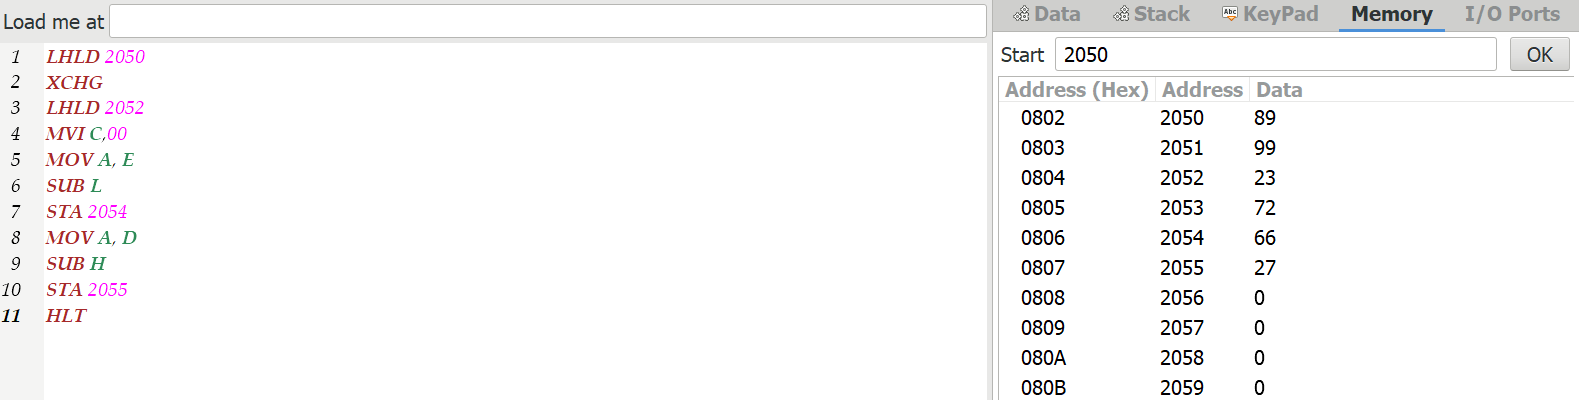 Load me at
1 LHLD 2050
2 XCHG
3 LHLD 2052
4 MVI C,00
5 MOV A, E
6 SUB L
7 STA 2054
8 MOV A, D
9 SUB H
10 STA 2055
11 HLT
Data Stack Abc KeyPad Memory I/O Ports
Start 2050 OK
Address (Hex) Address Data
0802 2050 89
0803 2051 99
0804 2052 23
0805 2053 72
0806 2054 66
0807 2055 27
0808 2056 0
0809 2057 0
080A 2058 0
080B 2059 0